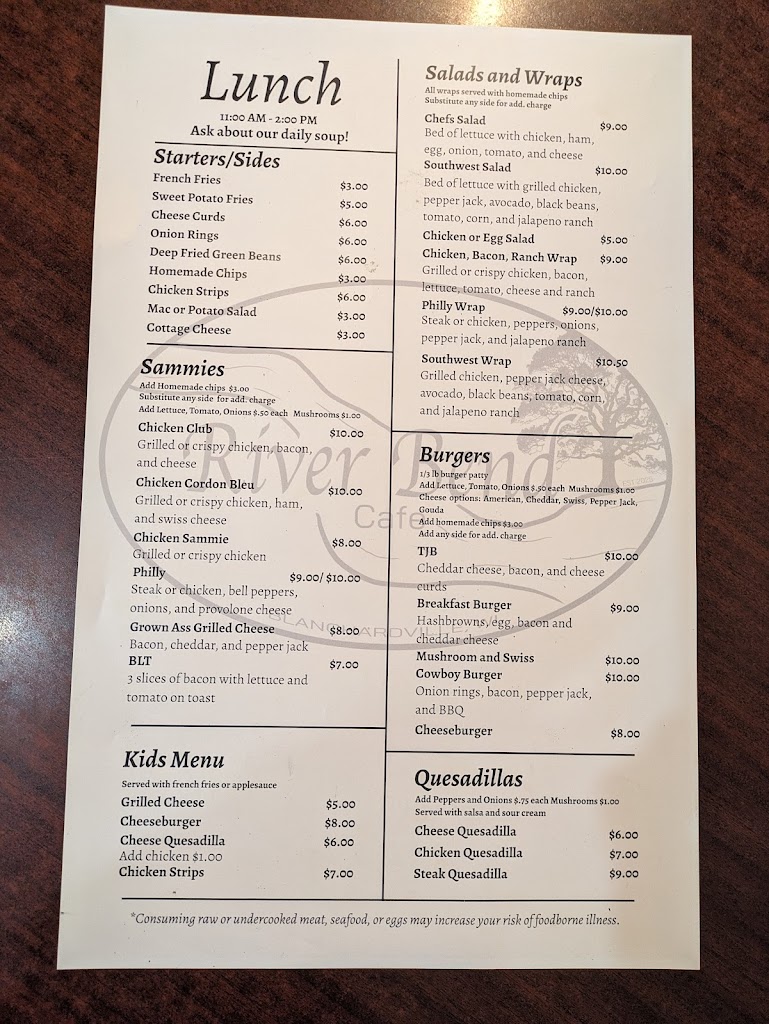 Lunch
11:00 AM - 2:00 PM
Ask about our daily soup!
Starters/Sides
French Fries $3.00
Sweet Potato Fries $5.00
Cheese Curds $6.00
Onion Rings $6.00
Deep Fried Green Beans $6.00
Homemade Chips $3.00
Chicken Strips $6.00
Mac or Potato Salad $3.00
Cottage Cheese $3.00
Sammies
Add Homemade chips $3.00
Substitute any side for add. charge
Add Lettuce, Tomato, Onions $.50 each Mushrooms $1.00
Chicken Club $10.00
Grilled or crispy chicken, bacon,
and cheese
Chicken Cordon Bleu $10.00
Grilled or crispy chicken, ham,
and swiss cheese
Chicken Sammie $8.00
Grilled or crispy chicken
Philly $9.00/ $10.00
Steak or chicken, bell peppers,
onions, and provolone cheese
Grown Ass Grilled Cheese $8.00
Bacon, cheddar, and pepper jack
BLT $7.00
3 slices of bacon with lettuce and
tomato on toast
Kids Menu
Served with french fries or applesauce
Grilled Cheese $5.00
Cheeseburger $8.00
Cheese Quesadilla $6.00
Add chicken $1.00
Chicken Strips $7.00
Salads and Wraps
All wraps served with homemade chips
Substitute any side for add. charge
Chefs Salad $9.00
Bed of lettuce with chicken, ham,
egg, onion, tomato, and cheese
Southwest Salad $10.00
Bed of lettuce with grilled chicken,
pepper jack, avocado, black beans,
tomato, corn, and jalapeno ranch
Chicken or Egg Salad $5.00
Chicken, Bacon, Ranch Wrap $9.00
Grilled or crispy chicken, bacon,
lettuce, tomato, cheese and ranch
Philly Wrap $9.00/$10.00
Steak or chicken, peppers, onions,
pepper jack, and jalapeno ranch
Southwest Wrap $10.50
Grilled chicken, pepper jack cheese,
avocado, black beans, tomato, corn,
and jalapeno ranch
Burgers
1/3 lb burger patty
Add Lettuce, Tomato, Onions $.50 each Mushrooms $1.00
Cheese options: American, Cheddar, Swiss, Pepper Jack,
Gouda
Add homemade chips $3.00
Add any side for add. charge
TJB $10.00
Cheddar cheese, bacon, and cheese
curds
Breakfast Burger $9.00
Hashbrowns, egg, bacon and
cheddar cheese
Mushroom and Swiss $10.00
Cowboy Burger $10.00
Onion rings, bacon, pepper jack,
and BBQ
Cheeseburger $8.00
Quesadillas
Add Peppers and Onions $.75 each Mushrooms $1.00
Served with salsa and sour cream
Cheese Quesadilla $6.00
Chicken Quesadilla $7.00
Steak Quesadilla $9.00
*Consuming raw or undercooked meat, seafood, or eggs may increase your risk of foodborne illness.
River Bend
Cafe